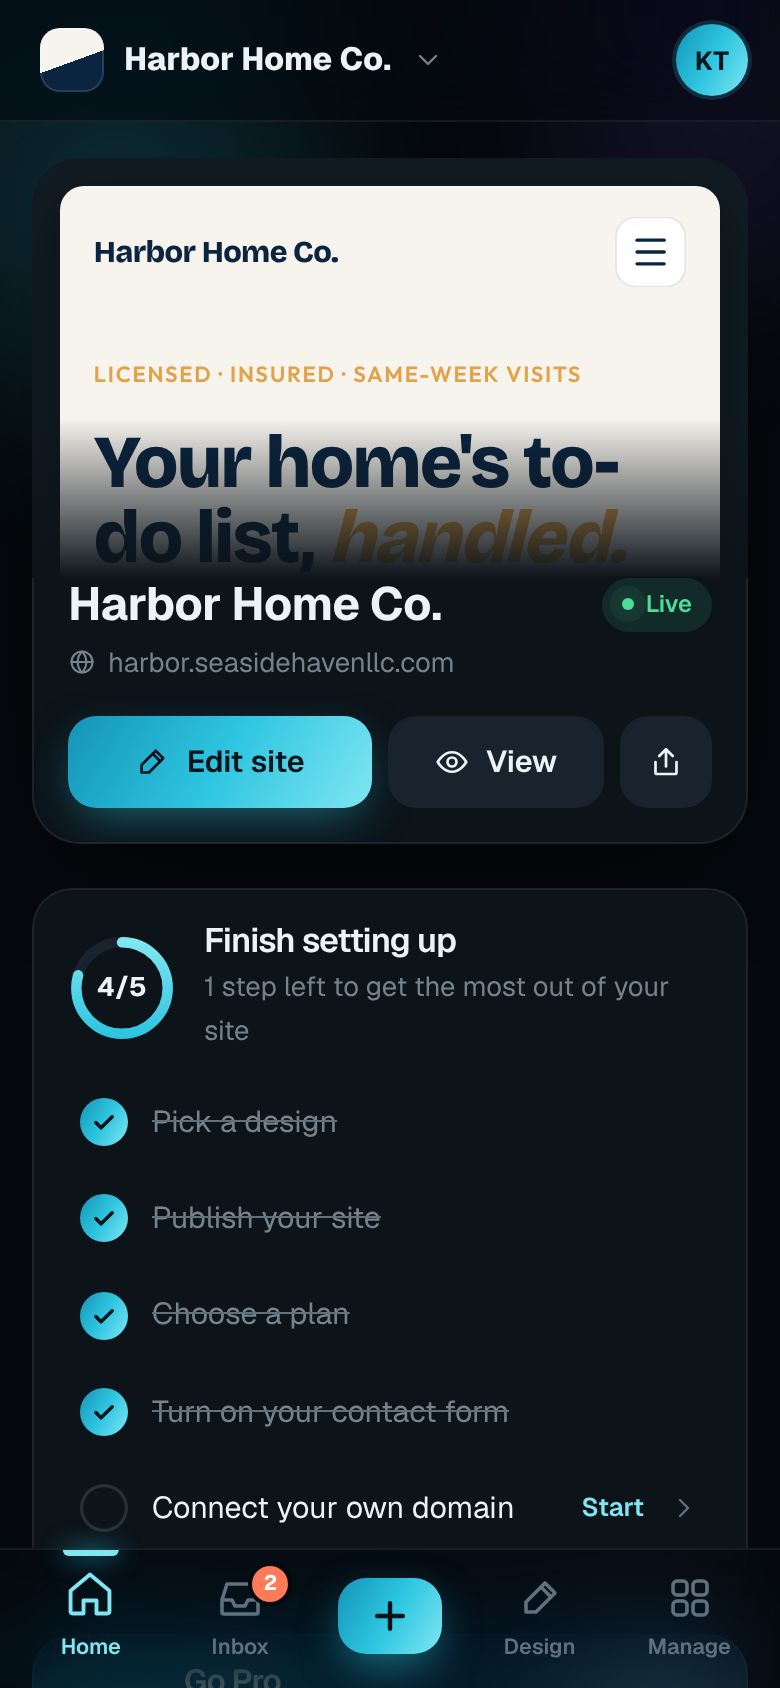 Harbor Home Co.
KT
Harbor Home Co.
LICENSED · INSURED · SAME-WEEK VISITS
Your home's to-
do list, handled.
Harbor Home Co.
Live
harbor.seasidehavenllc.com
Edit site
View
4/5
Finish setting up
1 step left to get the most out of your
site
Pick a design
Publish your site
Choose a plan
Turn on your contact form
Connect your own domain
Start
2
Home
Inbox
Design
Manage
Go Pro